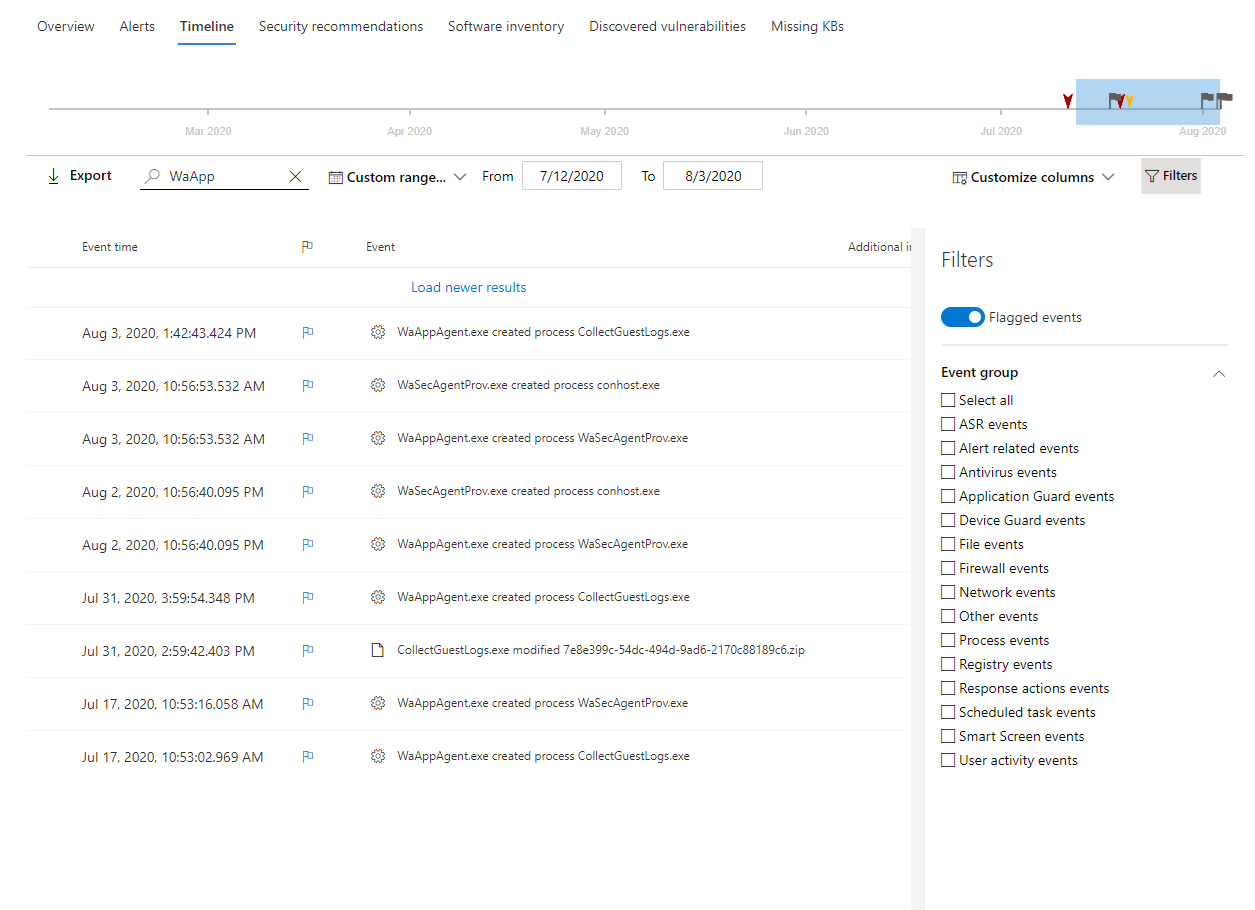 Overview Alerts Timeline Security recommendations Software inventory Discovered vulnerabilities Missing KBs
Mar 2020 Apr 2020 May 2020 Jun 2020 Jul 2020 Aug 2020
Export WaApp Custom range... From 7/12/2020 To 8/3/2020 Customize columns Filters
Event time Event Additional in
Load newer results
Aug 3, 2020, 1:42:43.424 PM WaAppAgent.exe created process CollectGuestLogs.exe
Aug 3, 2020, 10:56:53.532 AM WaSecAgentProv.exe created process conhost.exe
Aug 3, 2020, 10:56:53.532 AM WaAppAgent.exe created process WaSecAgentProv.exe
Aug 2, 2020, 10:56:40.095 PM WaSecAgentProv.exe created process conhost.exe
Aug 2, 2020, 10:56:40.095 PM WaAppAgent.exe created process WaSecAgentProv.exe
Jul 31, 2020, 3:59:54.348 PM WaAppAgent.exe created process CollectGuestLogs.exe
Jul 31, 2020, 2:59:42.403 PM CollectGuestLogs.exe modified 7e8e399c-54dc-494d-9ad6-2170c88189c6.zip
Jul 17, 2020, 10:53:16.058 AM WaAppAgent.exe created process WaSecAgentProv.exe
Jul 17, 2020, 10:53:02.969 AM WaAppAgent.exe created process CollectGuestLogs.exe
Filters
Flagged events
Event group
Select all
ASR events
Alert related events
Antivirus events
Application Guard events
Device Guard events
File events
Firewall events
Network events
Other events
Process events
Registry events
Response actions events
Scheduled task events
Smart Screen events
User activity events